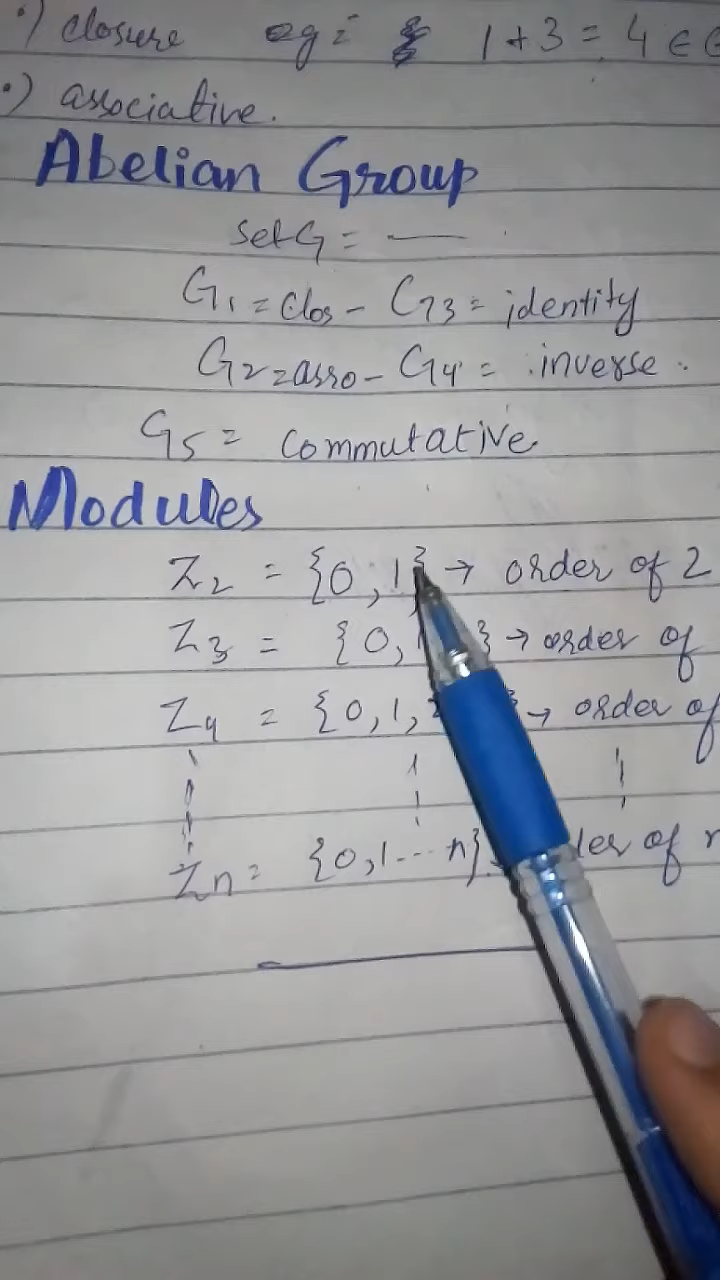 •) closure eg: 1+3 = 4 ∈ G
•) associative.
Abelian Group
set G = —
G1 = Clos - G3 = identity
G2 = asso - G4 = inverse.
G5 = commutative
Modules
Z2 = {0,1} → order of 2
Z3 = {0, } → order of
Z4 = {0,1, } → order of
Zn = {0,1...n} of n